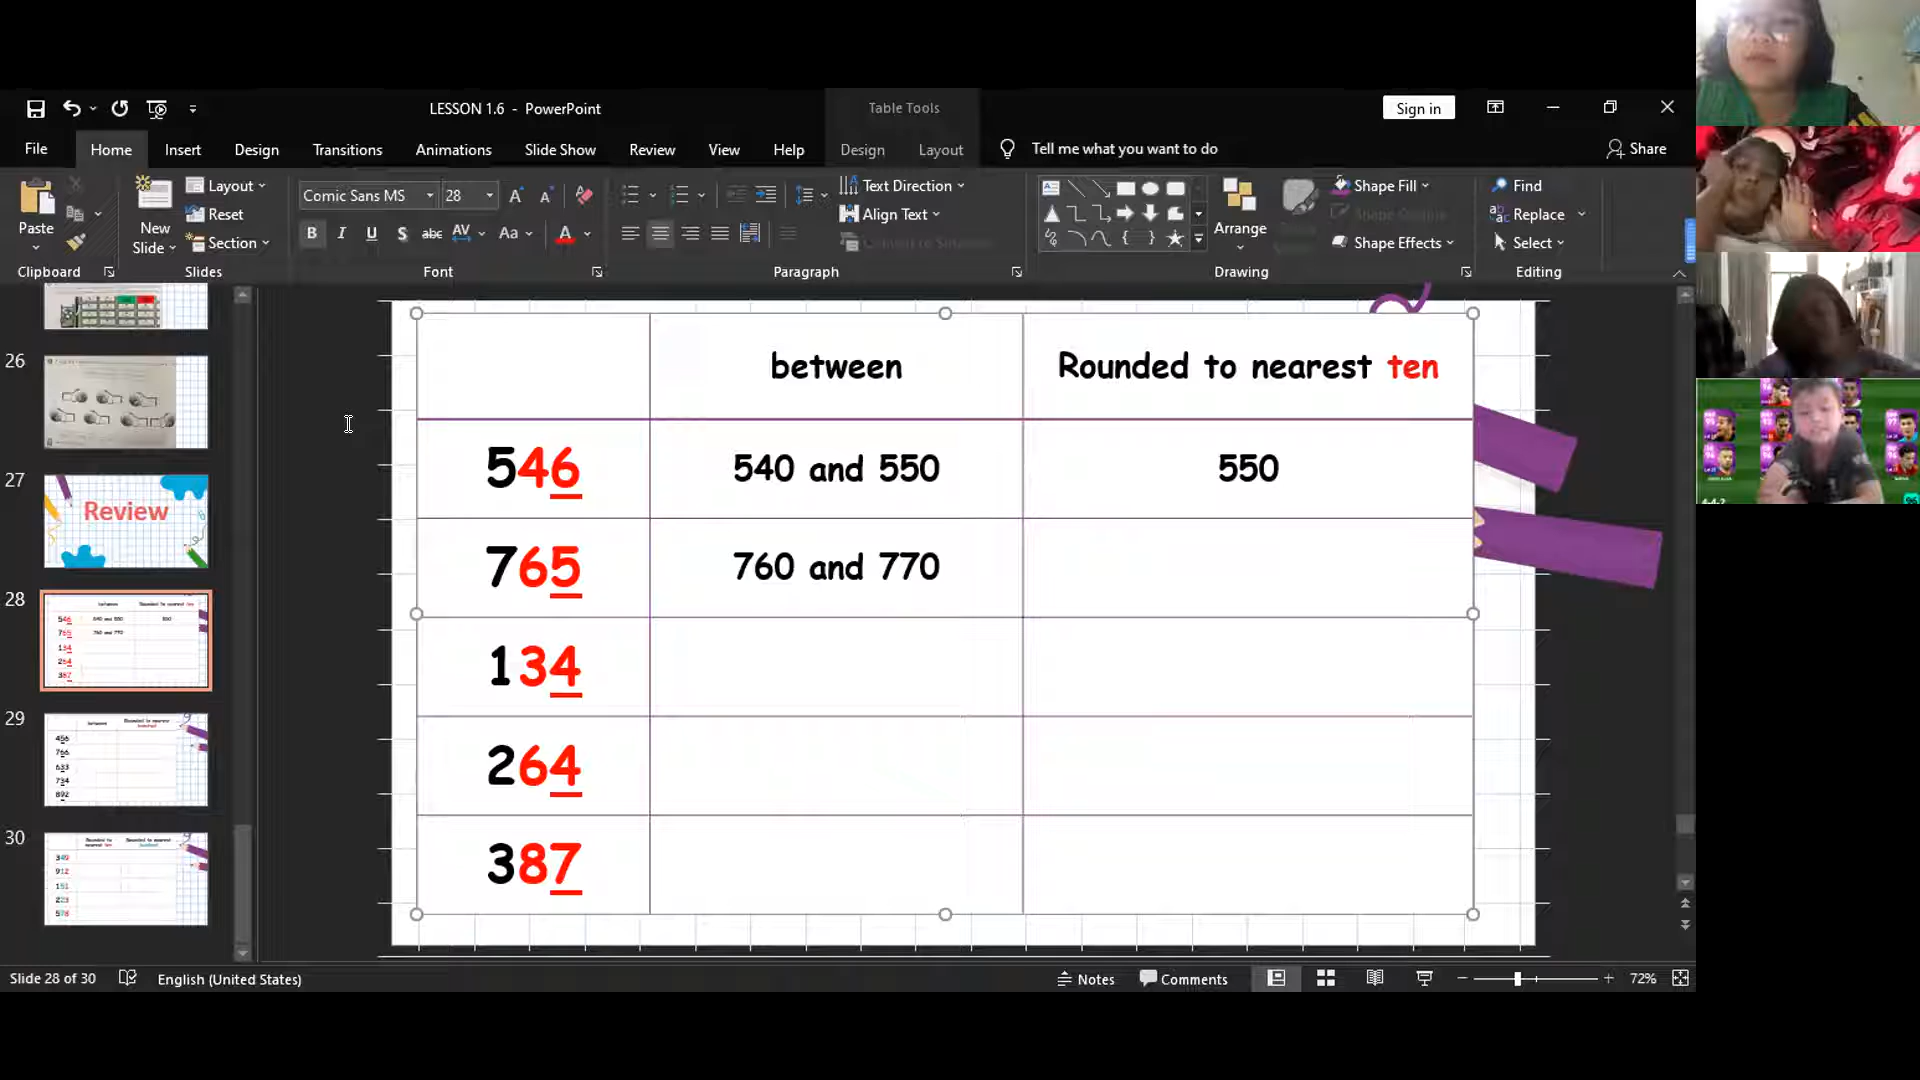 LESSON 1.6 - PowerPoint
Table Tools
Sign in
File Home Insert Design Transitions Animations Slide Show Review View Help Design Layout Tell me what you want to do Share
Paste
New Slide
Layout
Reset
Section
Comic Sans MS 28
Text Direction
Align Text
Arrange
Shape Fill
Shape Effects
Find
Replace
Select
Clipboard Slides Font Paragraph Drawing Editing
26
27
Review
28
29
30
between Rounded to nearest ten
546 540 and 550 550
765 760 and 770
134
264
387
Slide 28 of 30 English (United States) Notes Comments 72%